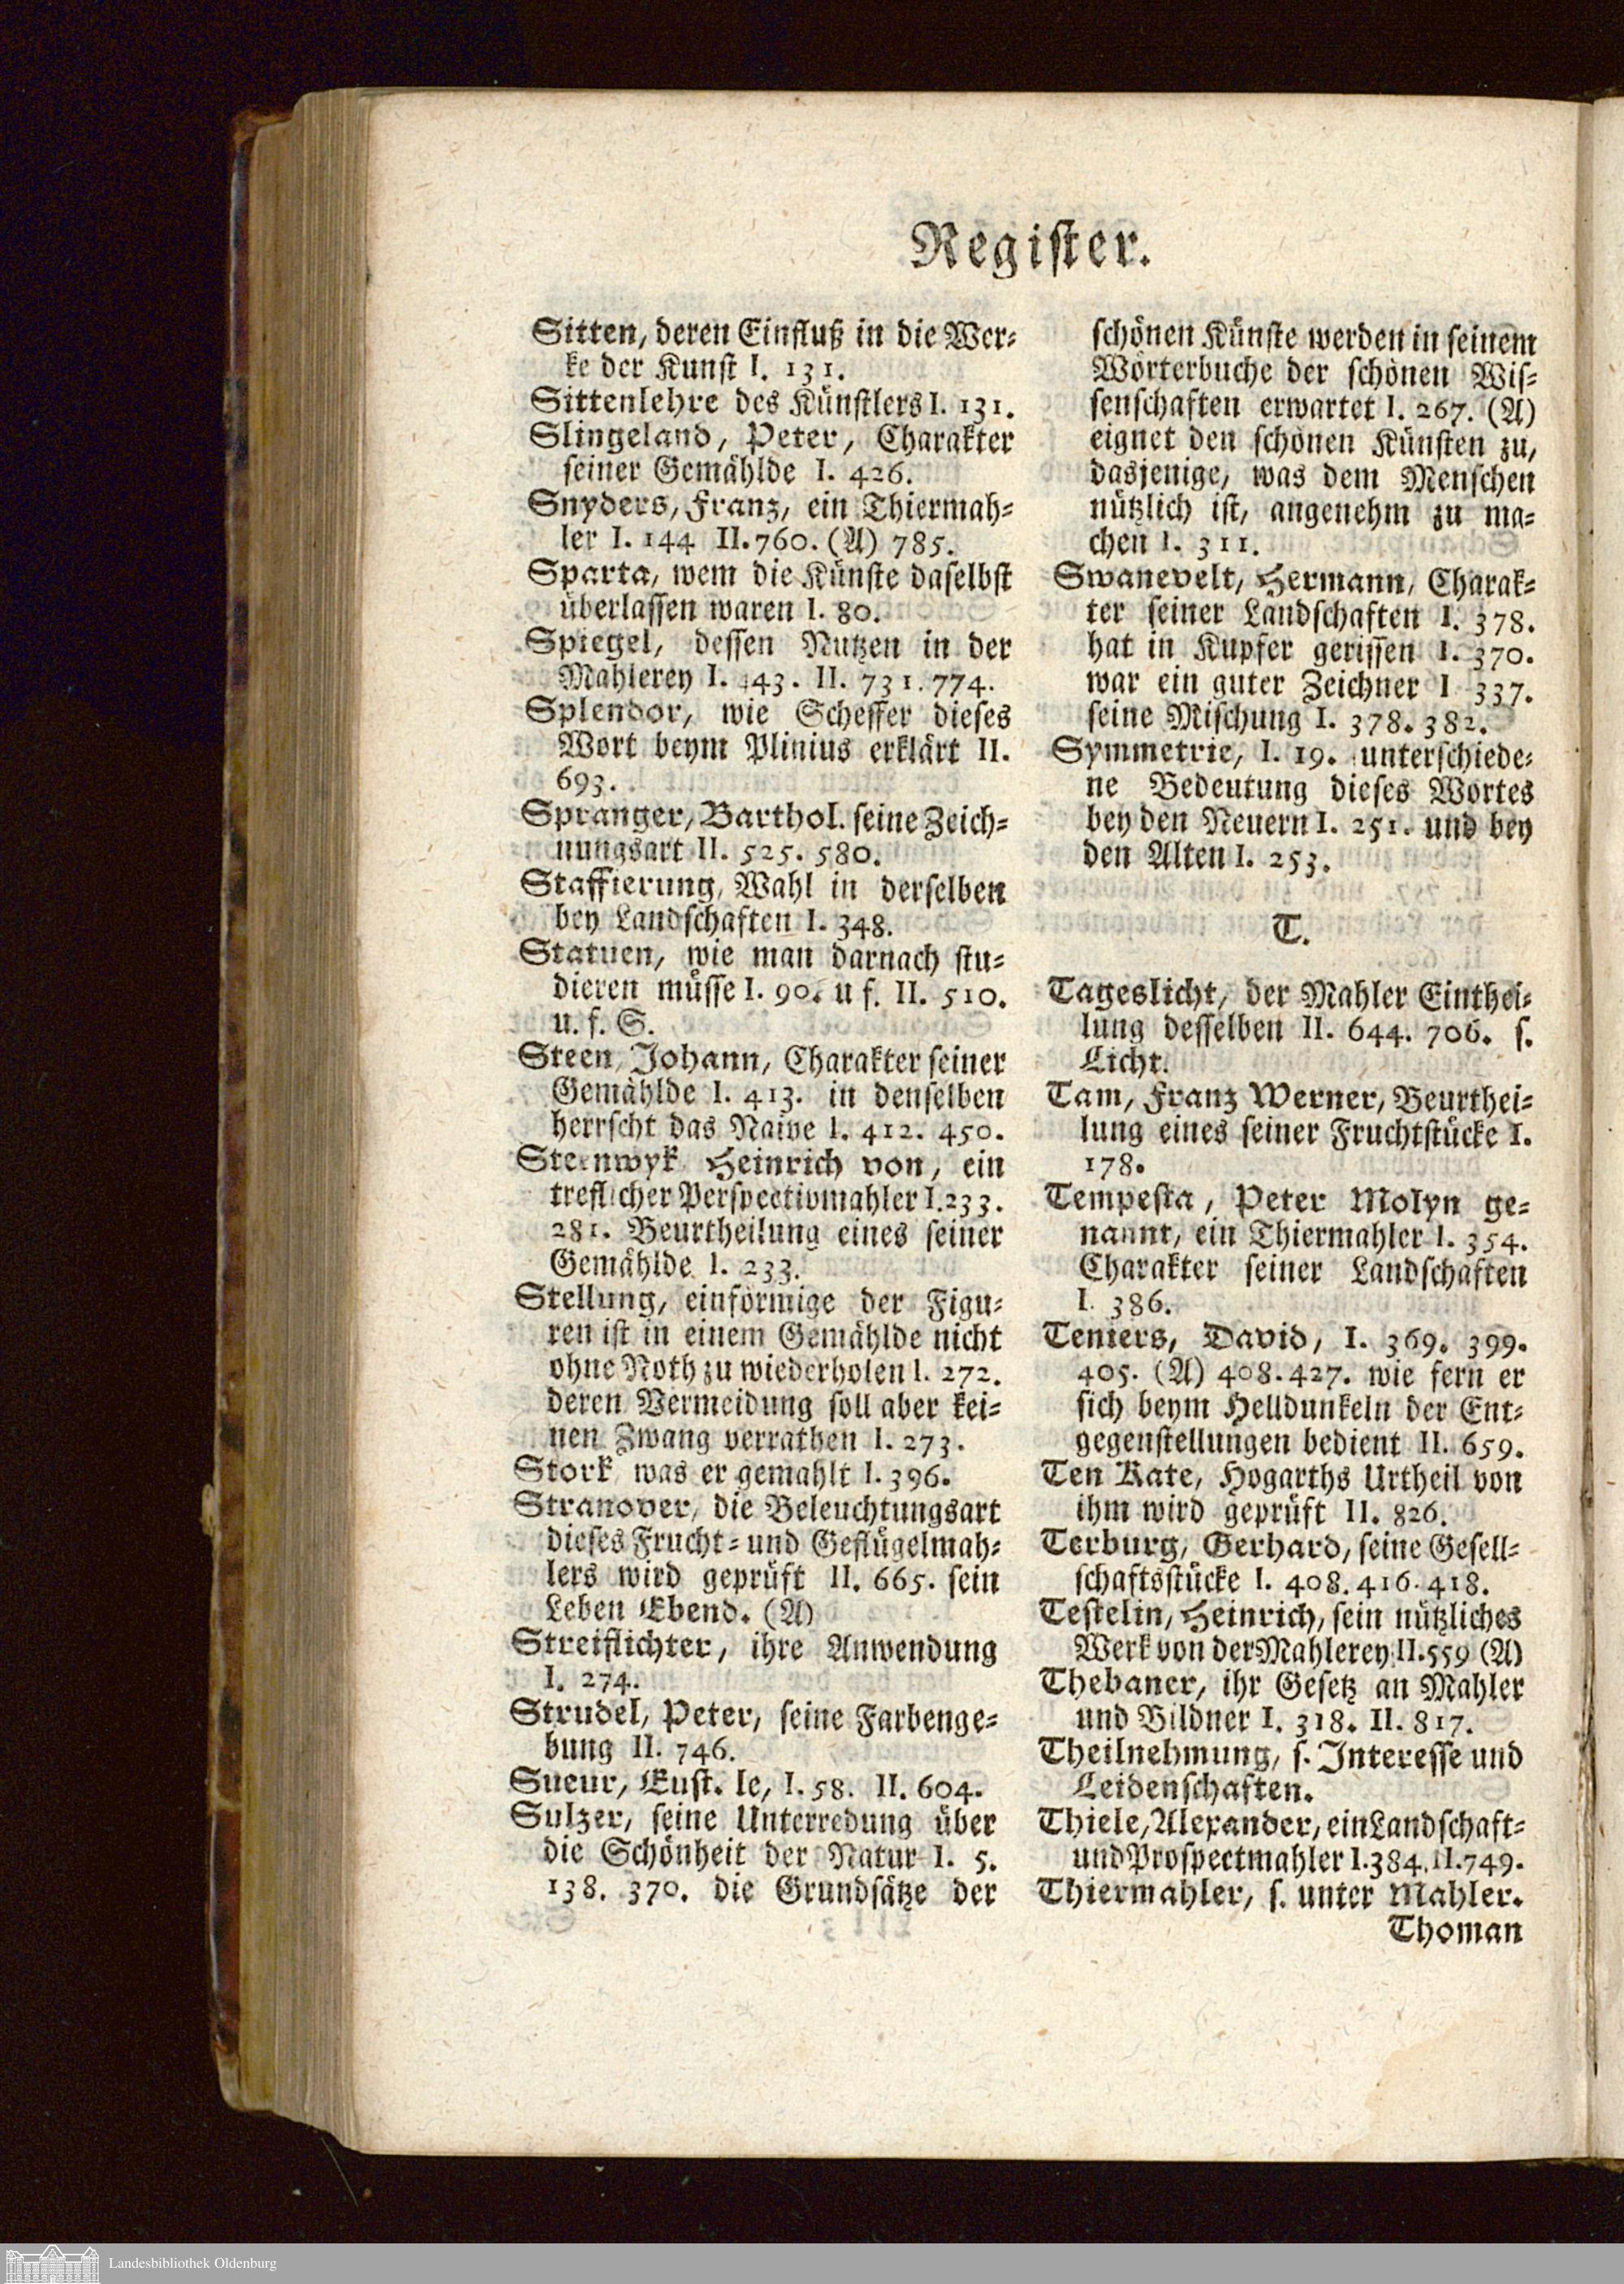 Register.
Sitten, deren Einfluß in die Wer-
ke der Kunst I. 131.
Sittenlehre des Künstlers I. 131.
Slingeland, Peter, Charakter
seiner Gemählde I. 426.
Snyders, Franz, ein Thiermah-
ler I. 144 II. 760. (A) 785.
Sparta, wem die Künste daselbst
überlassen waren I. 80.
Spiegel, dessen Nutzen in der
Mahlerey I. 443. II. 731. 774.
Splendor, wie Scheffer dieses
Wort beym Plinius erklärt II.
693.
Spranger, Barthol. seine Zeich-
nungsart II. 525. 580.
Staffierung, Wahl in derselben
bey Landschaften I. 348.
Statuen, wie man darnach stu-
dieren müsse I. 90. u f. II. 510.
u. f. S.
Steen, Johann, Charakter seiner
Gemählde I. 413. in denselben
herrscht das Naive I. 412. 450.
Steenwyk Heinrich von, ein
treflicher Perspectivmahler I. 233.
281. Beurtheilung eines seiner
Gemählde I. 233.
Stellung, einförmige der Figu-
ren ist in einem Gemählde nicht
ohne Noth zu wiederholen I. 272.
deren Vermeidung soll aber kei-
nen Zwang verrathen I. 273.
Stork, was er gemahlt I. 396.
Stranover, die Beleuchtungsart
dieses Frucht- und Geflügelmah-
lers wird geprüft II. 665. sein
Leben Ebend. (A)
Streiflichter, ihre Anwendung
I. 274.
Strudel, Peter, seine Farbenge-
bung II. 746.
Sueur, Eust. le, I. 58. II. 604.
Sulzer, seine Unterredung über
die Schönheit der Natur I. 5.
138. 370. die Grundsätze der
schönen Künste werden in seinem
Wörterbuche der schönen Wis-
senschaften erwartet I. 267. (A)
eignet den schönen Künsten zu,
dasjenige, was dem Menschen
nützlich ist, angenehm zu ma-
chen I. 311.
Swanevelt, Hermann, Charak-
ter seiner Landschaften I. 378.
hat in Kupfer gerissen I. 370.
war ein guter Zeichner I 337.
seine Mischung I. 378. 382.
Symmetrie, I. 19. unterschiede-
ne Bedeutung dieses Wortes
bey den Neuern I. 251. und bey
den Alten I. 253.
T.
Tageslicht, der Mahler Einthei-
lung desselben II. 644. 706. s.
Licht.
Tam, Franz Werner, Beurthei-
lung eines seiner Fruchtstücke I.
178.
Tempesta, Peter Molyn ge-
nannt, ein Thiermahler I. 354.
Charakter seiner Landschaften
I. 386.
Teniers, David, I. 369. 399.
405. (A) 408. 427. wie fern er
sich beym Helldunkeln der Ent-
gegenstellungen bedient II. 659.
Ten Kate, Hogarths Urtheil von
ihm wird geprüft II. 826.
Terburg, Gerhard, seine Gesell-
schaftsstücke I. 408. 416. 418.
Testelin, Heinrich, sein nützliches
Werk von der Mahlerey II. 559 (A)
Thebaner, ihr Gesetz an Mahler
und Bildner I. 318. II. 817.
Theilnehmung, s. Interesse und
Leidenschaften.
Thiele, Alexander, ein Landschaft-
und Prospectmahler I. 384. II. 749.
Thiermahler, s. unter Mahler.
Thoman
Landesbibliothek Oldenburg